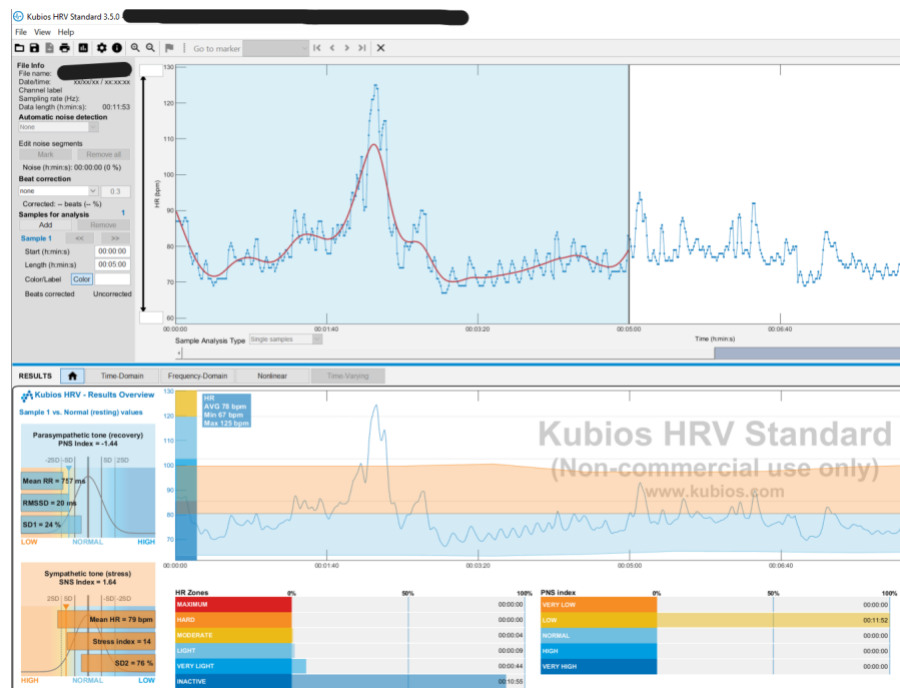 Kubios HRV Standard 3.5.0
File View Help
Go to marker
File Info
File name:
Date/time: xx/xx/xx / xx:xx:xx
Channel label
Sampling rate (Hz):
Data length (h:min:s): 00:11:53
Automatic noise detection
None
Edit noise segments
Mark Remove all
Noise (h:min:s): 00:00:00 (0 %)
Beat correction
none 0.3
Corrected: -- beats (-- %)
Samples for analysis 1
Add Remove
Sample 1 << >>
Start (h:min:s) 00:00:00
Length (h:min:s) 00:05:00
Color/Label Color
Beats corrected Uncorrected
130
120
110
100
90
80
70
60
HR (bpm)
00:00:00 00:01:40 00:03:20 00:05:00 00:06:40
Time (h:min:s)
Sample Analysis Type Single samples
RESULTS Time-Domain Frequency-Domain Nonlinear Time-Varying
Kubios HRV - Results Overview
Sample 1 vs. Normal (resting) values
Parasympathetic tone (recovery)
PNS Index = -1.44
-2SD -SD SD 2SD
Mean RR = 757 ms
RMSSD = 20 ms
SD1 = 24 %
LOW NORMAL HIGH
Sympathetic tone (stress)
SNS Index = 1.64
2SD SD -SD -2SD
Mean HR = 79 bpm
Stress index = 14
SD2 = 76 %
HIGH NORMAL LOW
130
120
110
100
90
80
70
HR
AVG 78 bpm
Min 67 bpm
Max 125 bpm
Kubios HRV Standard
(Non-commercial use only)
www.kubios.com
00:00:00 00:01:40 00:03:20 00:05:00 00:06:40
HR Zones 0% 50% 100%
MAXIMUM 00:00:00
HARD 00:00:00
MODERATE 00:00:04
LIGHT 00:00:09
VERY LIGHT 00:00:44
INACTIVE 00:10:55
PNS index 0% 50% 100%
VERY LOW 00:00:00
LOW 00:11:52
NORMAL 00:00:00
HIGH 00:00:00
VERY HIGH 00:00:00